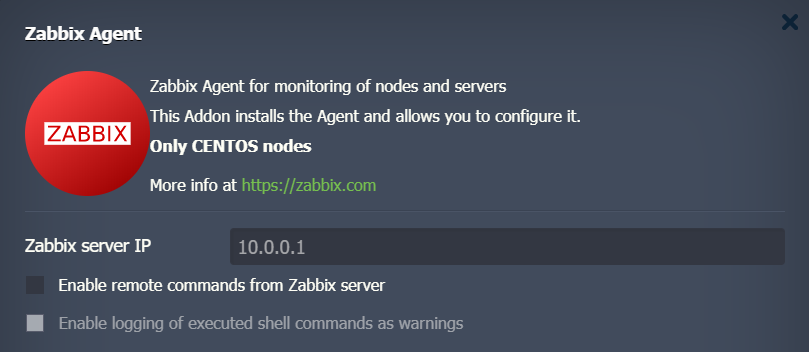 Zabbix Agent
Zabbix Agent for monitoring of nodes and servers
This Addon installs the Agent and allows you to configure it.
ZABBIX
Only CENTOS nodes
More info at https://zabbix.com
Zabbix server IP
10.0.0.1
Enable remote commands from Zabbix server
Enable logging of executed shell commands as warnings